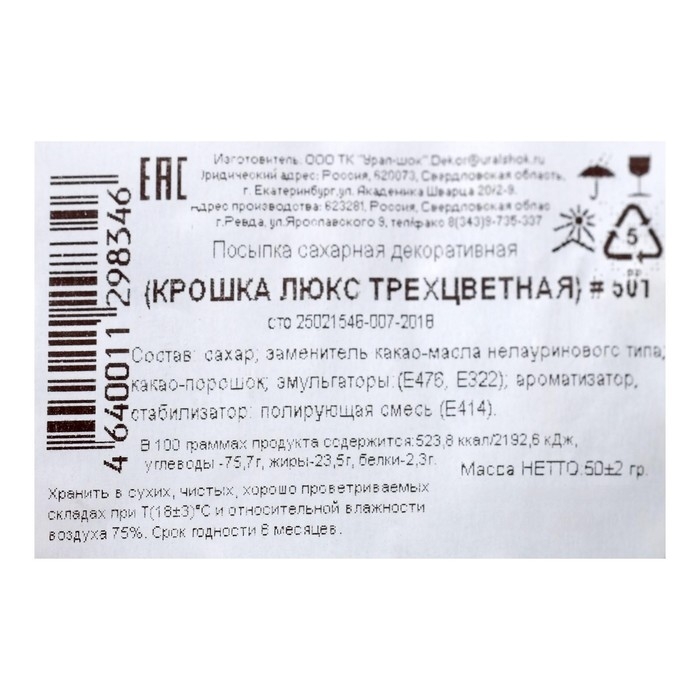 ЕАС
Изготовитель: ООО ТК "Урал-шок".Dekor@uralshok.ru
Юридический адрес: Россия, 620073, Свердловская область,
г. Екатеринбург,ул. Академика Шварца 20/2-9.
Адрес производства: 623281, Россия, Свердловская область
г.Ревда, ул.Ярославского 9, тел/факс 8(343)9-735-337
5
PP
Посыпка сахарная декоративная
(КРОШКА ЛЮКС ТРЕХЦВЕТНАЯ) # 501
сто 25021546-007-2018
Состав: сахар; заменитель какао-масла нелауринового типа;
какао-порошок; эмульгаторы:(Е476, Е322); ароматизатор,
стабилизатор: полирующая смесь (Е414).
В 100 граммах продукта содержится:523,8 ккал/2192,6 кДж,
углеводы -75,7г, жиры-23,5г, белки-2,3г.
Масса НЕТТО:50±2 гр.
Хранить в сухих, чистых, хорошо проветриваемых
складах при Т(18±3)°С и относительной влажности
воздуха 75%. Срок годности 6 месяцев.
4 640011 298346